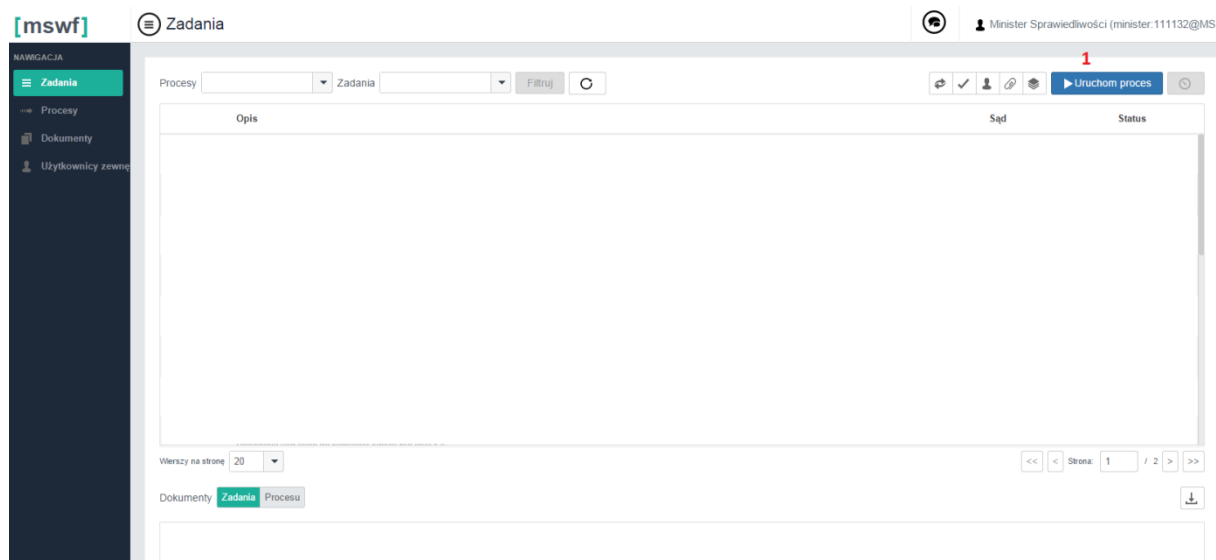 [mswf]
Zadania
Minister Sprawiedliwości (minister:111132@MS
NAWIGACJA
Zadania
Procesy
Dokumenty
Użytkownicy zewnę
1
Procesy Zadania Filtruj Uruchom proces
Opis Sąd Status
Wierszy na stronę 20 << < Strona: 1 / 2 > >>
Dokumenty Zadania Procesu